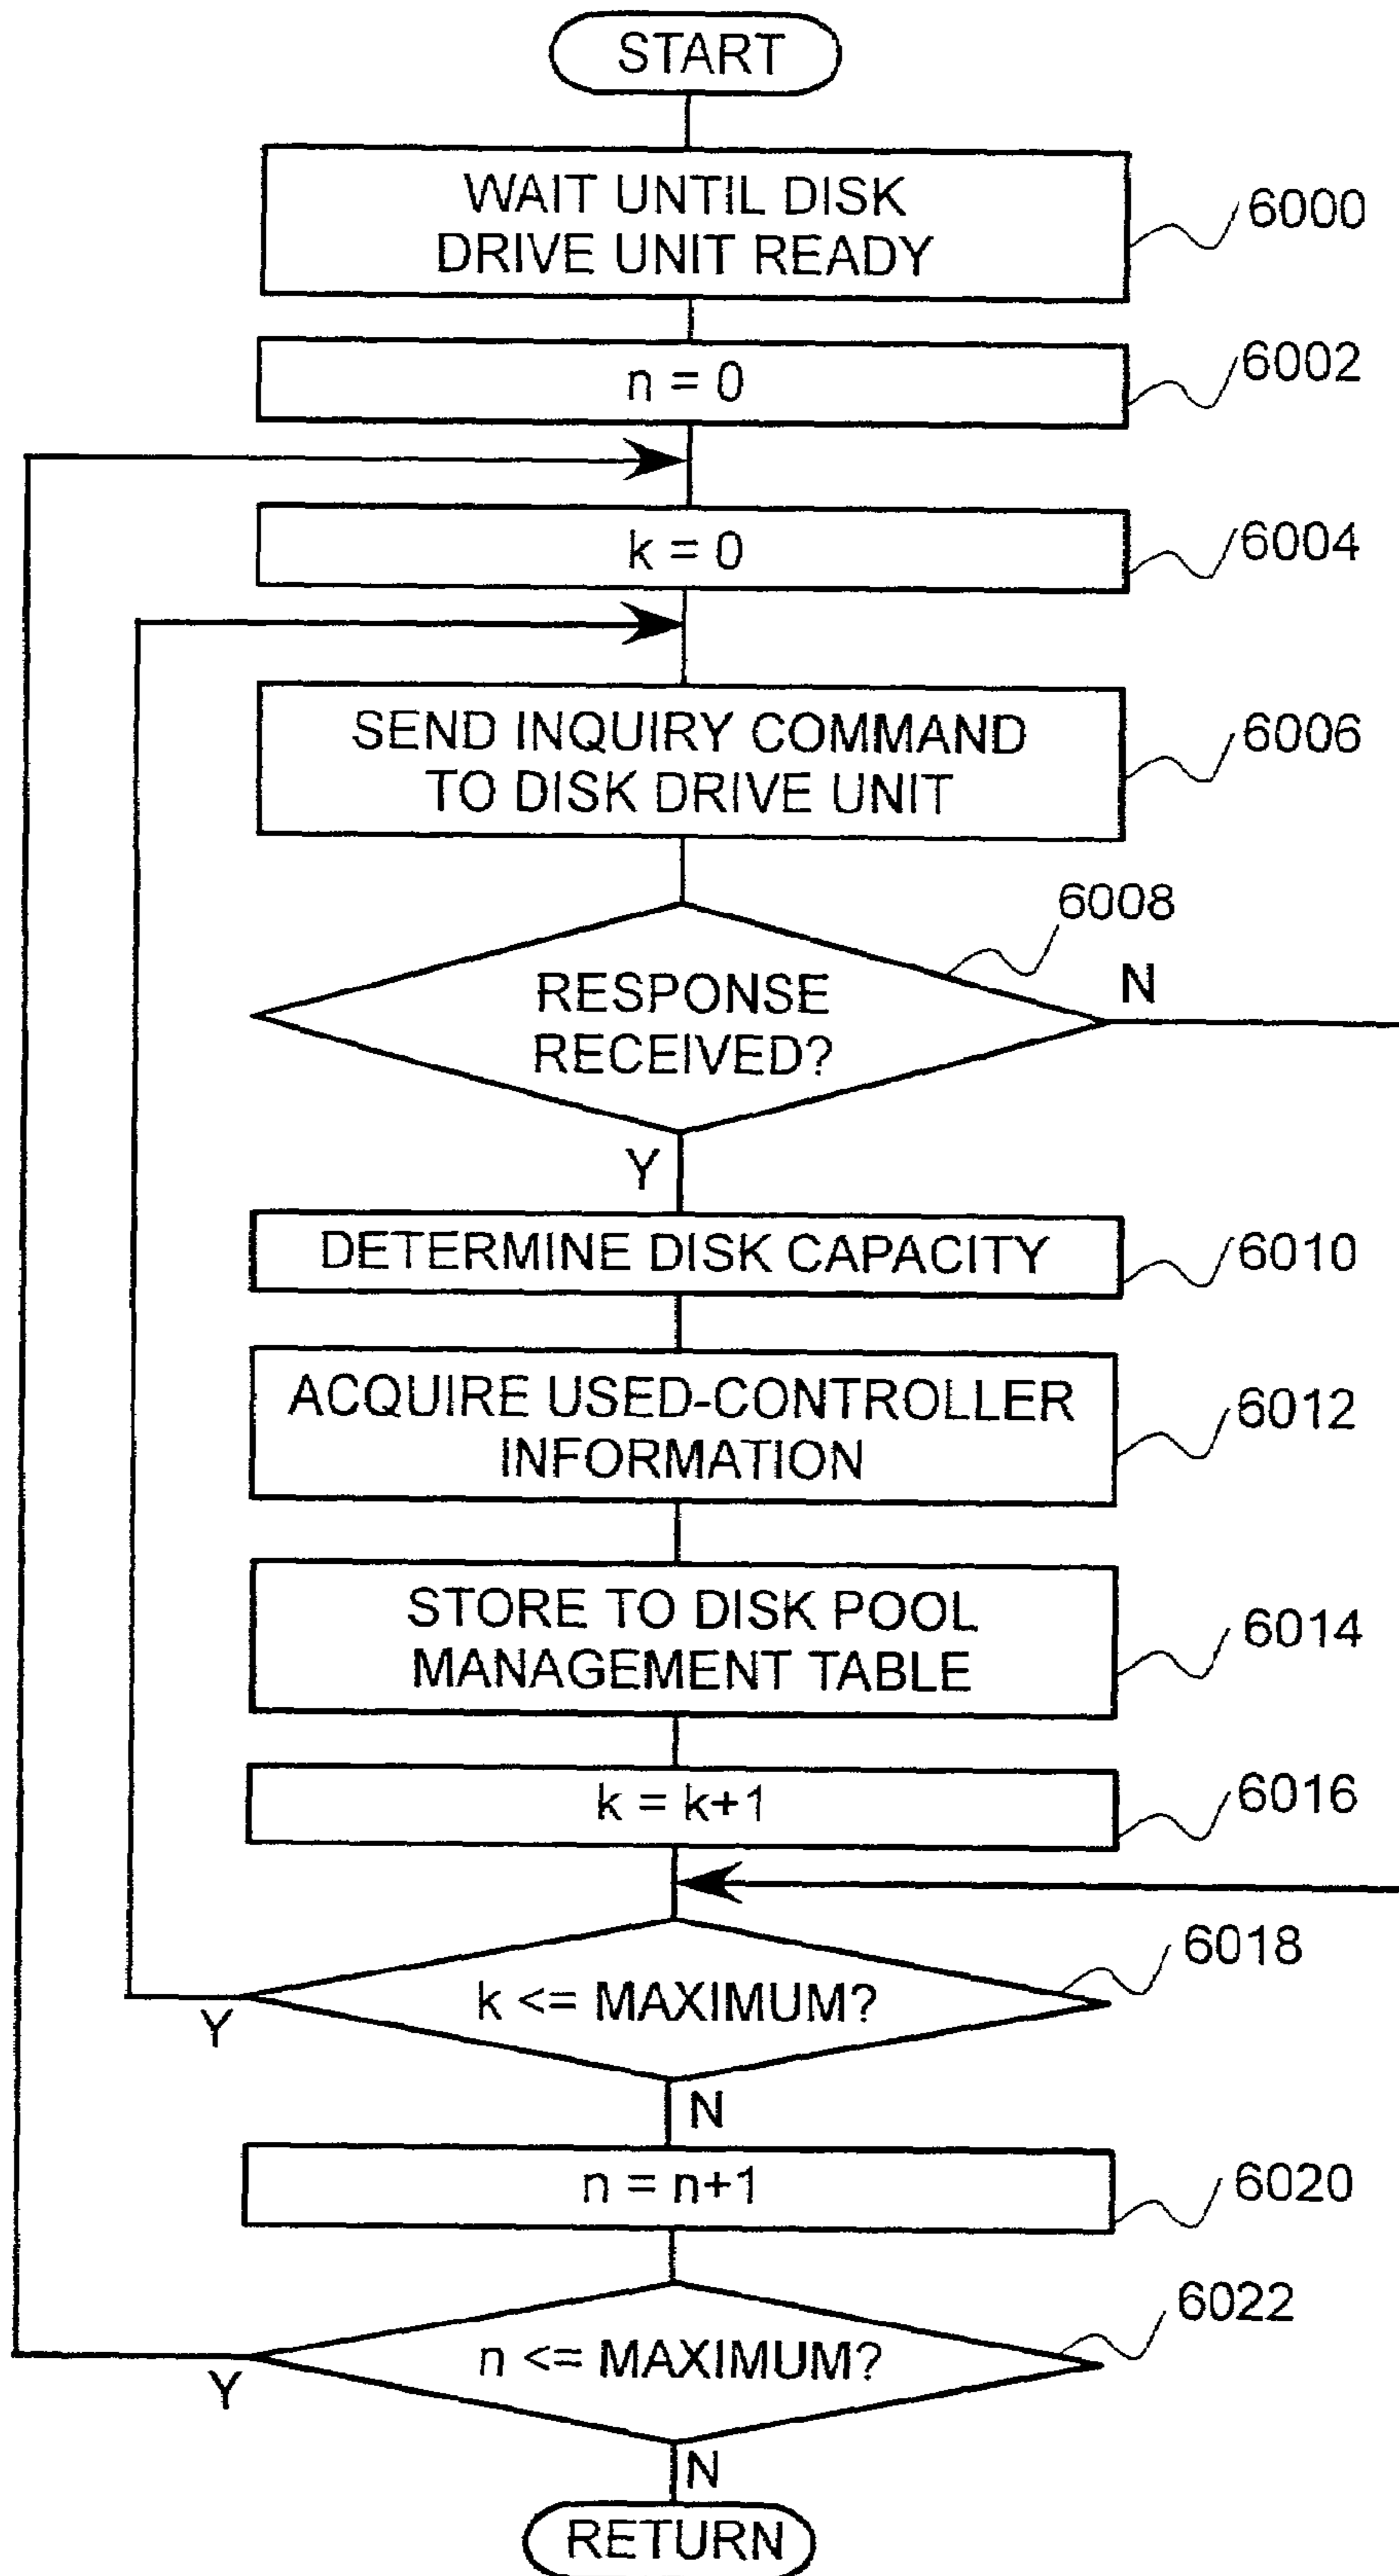 START
WAIT UNTIL DISK
DRIVE UNIT READY
6000
n = 0
6002
k = 0
6004
SEND INQUIRY COMMAND
TO DISK DRIVE UNIT
6006
6008
RESPONSE
RECEIVED?
N
Y
DETERMINE DISK CAPACITY
6010
ACQUIRE USED-CONTROLLER
INFORMATION
6012
STORE TO DISK POOL
MANAGEMENT TABLE
6014
k = k+1
6016
k <= MAXIMUM?
6018
Y
N
n = n+1
6020
n <= MAXIMUM?
6022
Y
N
RETURN